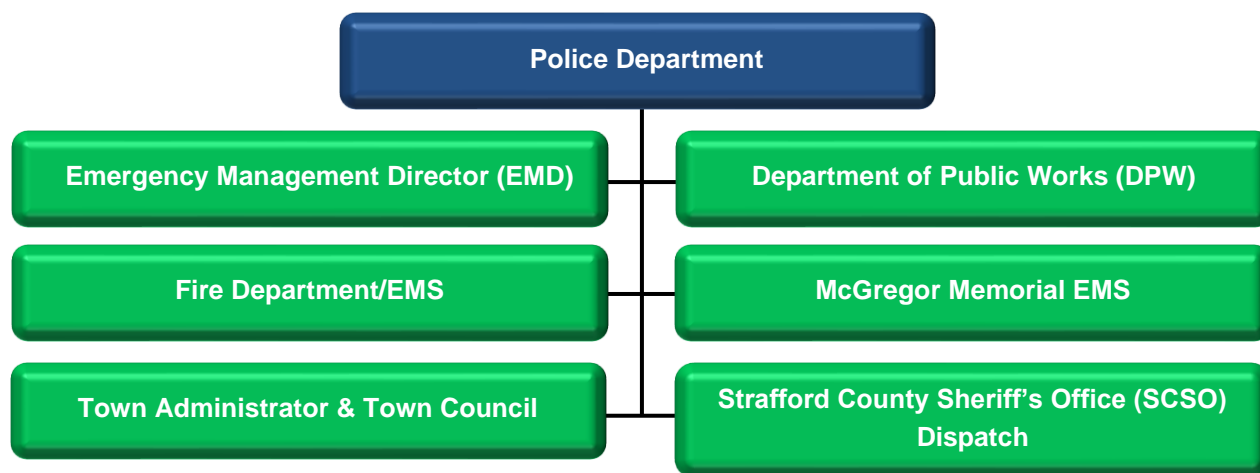 Police Department
Emergency Management Director (EMD)
Department of Public Works (DPW)
Fire Department/EMS
McGregor Memorial EMS
Town Administrator & Town Council
Strafford County Sheriff’s Office (SCSO)
Dispatch